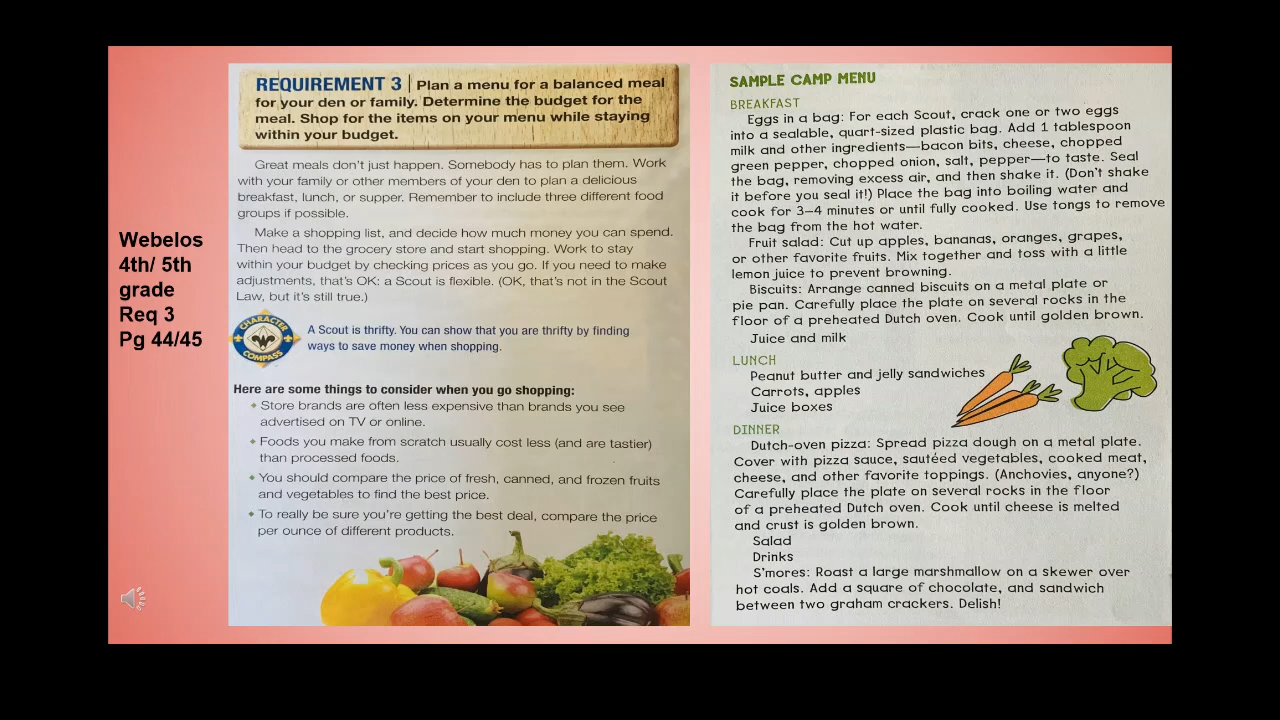 Webelos
4th/ 5th
grade
Req 3
Pg 44/45
REQUIREMENT 3 | Plan a menu for a balanced meal
for your den or family. Determine the budget for the
meal. Shop for the items on your menu while staying
within your budget.
Great meals don't just happen. Somebody has to plan them. Work
with your family or other members of your den to plan a delicious
breakfast, lunch, or supper. Remember to include three different food
groups if possible.
Make a shopping list, and decide how much money you can spend.
Then head to the grocery store and start shopping. Work to stay
within your budget by checking prices as you go. If you need to make
adjustments, that's OK: a Scout is flexible. (OK, that's not in the Scout
Law, but it's still true.)
CHARACTER
COMPASS
A Scout is thrifty. You can show that you are thrifty by finding
ways to save money when shopping.
Here are some things to consider when you go shopping:
Store brands are often less expensive than brands you see
advertised on TV or online.
Foods you make from scratch usually cost less (and are tastier)
than processed foods.
You should compare the price of fresh, canned, and frozen fruits
and vegetables to find the best price.
To really be sure you're getting the best deal, compare the price
per ounce of different products.
SAMPLE CAMP MENU
BREAKFAST
Eggs in a bag: For each Scout, crack one or two eggs
into a sealable, quart-sized plastic bag. Add 1 tablespoon
milk and other ingredients—bacon bits, cheese, chopped
green pepper, chopped onion, salt, pepper—to taste. Seal
the bag, removing excess air, and then shake it. (Don't shake
it before you seal it!) Place the bag into boiling water and
cook for 3–4 minutes or until fully cooked. Use tongs to remove
the bag from the hot water.
Fruit salad: Cut up apples, bananas, oranges, grapes,
or other favorite fruits. Mix together and toss with a little
lemon juice to prevent browning.
Biscuits: Arrange canned biscuits on a metal plate or
pie pan. Carefully place the plate on several rocks in the
floor of a preheated Dutch oven. Cook until golden brown.
Juice and milk
LUNCH
Peanut butter and jelly sandwiches
Carrots, apples
Juice boxes
DINNER
Dutch-oven pizza: Spread pizza dough on a metal plate.
Cover with pizza sauce, sautéed vegetables, cooked meat,
cheese, and other favorite toppings. (Anchovies, anyone?)
Carefully place the plate on several rocks in the floor
of a preheated Dutch oven. Cook until cheese is melted
and crust is golden brown.
Salad
Drinks
S'mores: Roast a large marshmallow on a skewer over
hot coals. Add a square of chocolate, and sandwich
between two graham crackers. Delish!